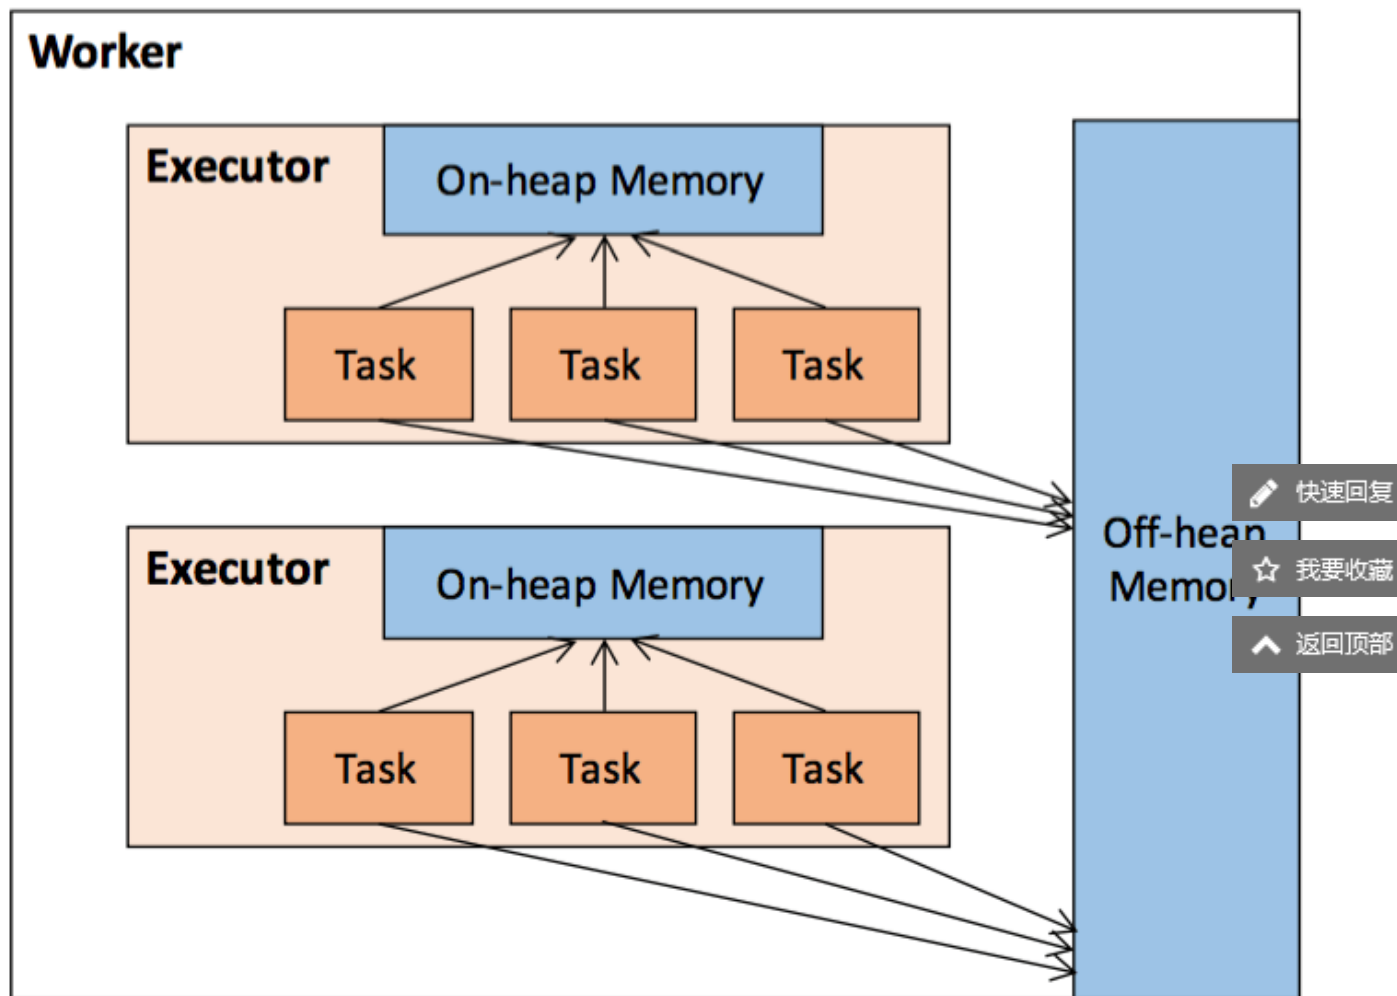 Worker
Executor
On-heap Memory
Task
Task
Task
Executor
On-heap Memory
Task
Task
Task
Off-heap
Memory
快速回复
我要收藏
返回顶部